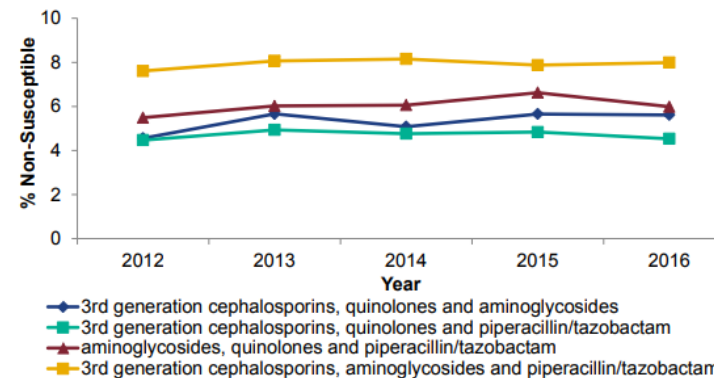 10
8
6
4
2
0
% Non-Susceptible
2012 2013 2014 2015 2016
Year
3rd generation cephalosporins, quinolones and aminoglycosides
3rd generation cephalosporins, quinolones and piperacillin/tazobactam
aminoglycosides, quinolones and piperacillin/tazobactam
3rd generation cephalosporins, aminoglycosides and piperacillin/tazobactam